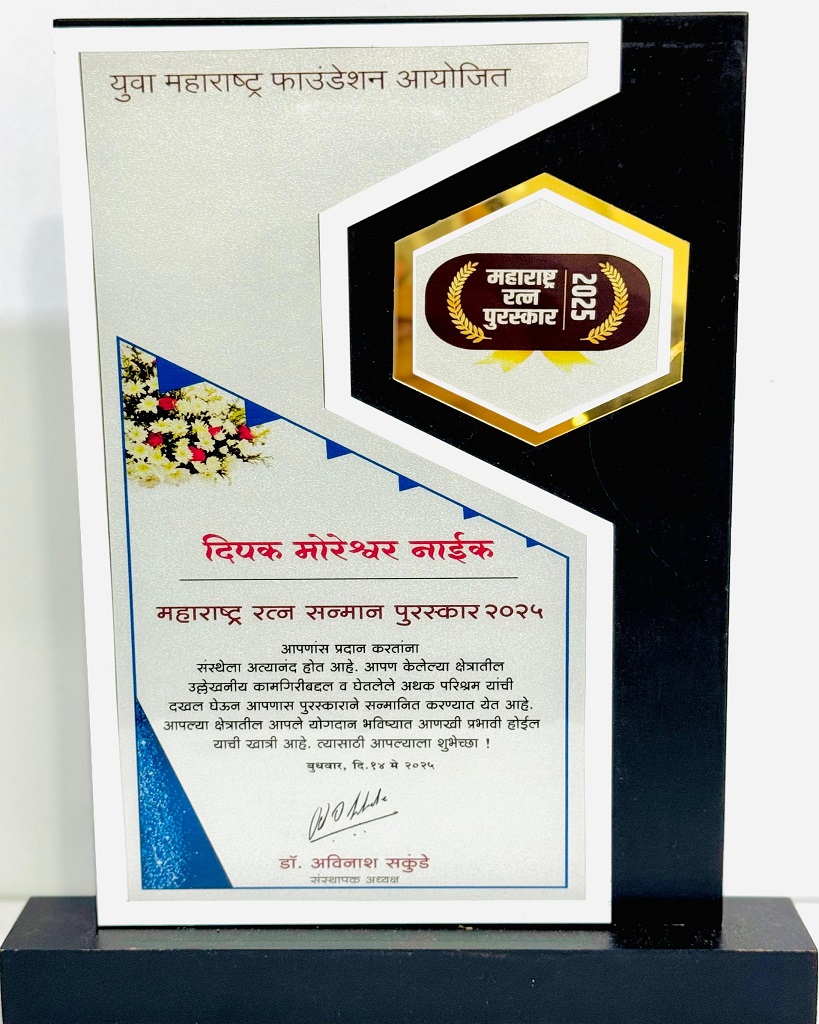 युवा महाराष्ट्र फाउंडेशन आयोजित
महाराष्ट्र
रत्न
पुरस्कार
2025
दिपक मोरेश्वर नाईक
महाराष्ट्र रत्न सन्मान पुरस्कार २०२५
आपणांस प्रदान करतांना
संस्थेला अत्यानंद होत आहे. आपण केलेल्या क्षेत्रातील
उल्लेखनीय कामगिरीबद्दल व घेतलेले अथक परिश्रम यांची
दखल घेऊन आपणास पुरस्काराने सन्मानित करण्यात येत आहे.
आपल्या क्षेत्रातील आपले योगदान भविष्यात आणखी प्रभावी होईल
याची खात्री आहे. त्यासाठी आपल्याला शुभेच्छा !
बुधवार, दि.१४ मे २०२५
डॉ. अविनाश सकुंडे
संस्थापक अध्यक्ष